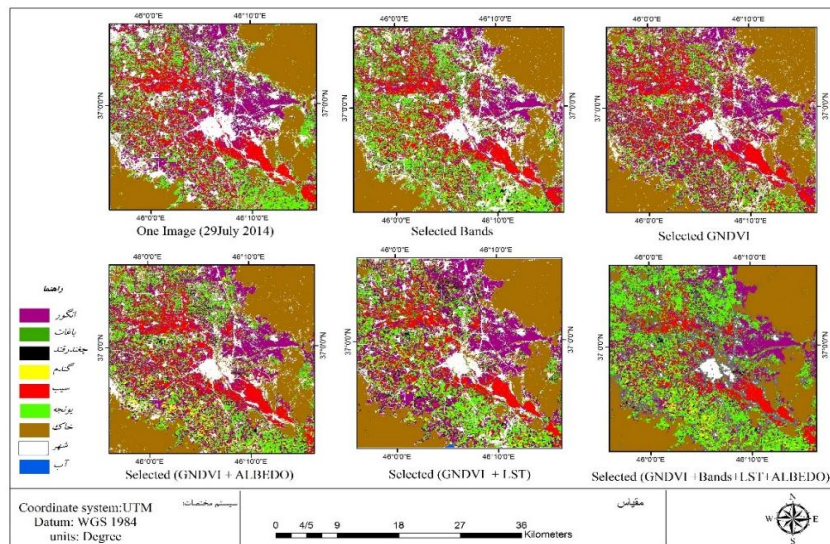 46°0'0"E 46°10'0"E 46°0'0"E 46°10'0"E 46°0'0"E 46°10'0"E
37°0'0"N 37°0'0"N 37°0'0"N 37°0'0"N
46°0'0"E 46°10'0"E 46°0'0"E 46°10'0"E 46°0'0"E 46°10'0"E
One Image (29July 2014) Selected Bands Selected GNDVI
46°0'0"E 46°10'0"E 46°0'0"E 46°10'0"E 46°0'0"E 46°10'0"E
راهنما
انگور
باغات
چغندرقند
گندم
سیب
یونجه
خاک
شهر
آب
37°0'0"N 37°0'0"N 37°0'0"N 37°0'0"N
46°0'0"E 46°10'0"E 46°0'0"E 46°10'0"E 46°0'0"E 46°10'0"E
Selected (GNDVI + ALBEDO) Selected (GNDVI + LST) Selected (GNDVI +Bands+LST+ALBEDO)
سیستم مختصات:
Coordinate system:UTM
Datum: WGS 1984
units: Degree
مقیاس
0 2 4/5 9 18 27 36
Kilometers
N
W E
S